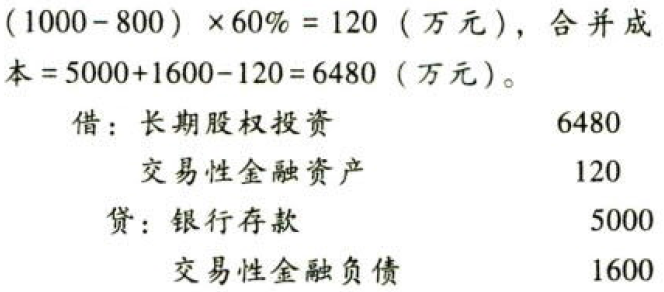 (1000-800) ×60% = 120 (万元), 合并成
本=5000+1600-120=6480 (万元)。
借: 长期股权投资 6480
交易性金融资产 120
贷: 银行存款 5000
交易性金融负债 1600